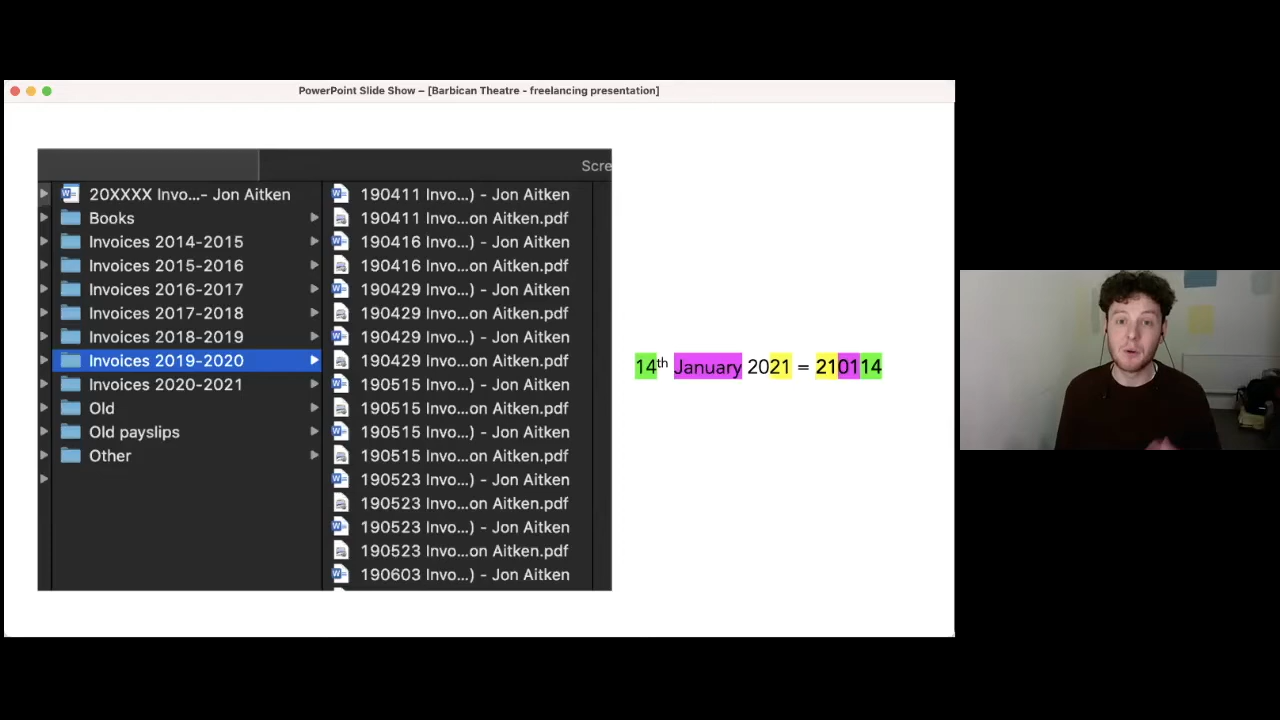 PowerPoint Slide Show – [Barbican Theatre - freelancing presentation]
Scre
20XXXX Invo...- Jon Aitken
Books
Invoices 2014-2015
Invoices 2015-2016
Invoices 2016-2017
Invoices 2017-2018
Invoices 2018-2019
Invoices 2019-2020
Invoices 2020-2021
Old
Old payslips
Other
190411 Invo...) - Jon Aitken
190411 Invo...on Aitken.pdf
190416 Invo...) - Jon Aitken
190416 Invo...on Aitken.pdf
190429 Invo...) - Jon Aitken
190429 Invo...on Aitken.pdf
190429 Invo...) - Jon Aitken
190429 Invo...on Aitken.pdf
190515 Invo...) - Jon Aitken
190515 Invo...on Aitken.pdf
190515 Invo...) - Jon Aitken
190515 Invo...on Aitken.pdf
190523 Invo...) - Jon Aitken
190523 Invo...on Aitken.pdf
190523 Invo...) - Jon Aitken
190523 Invo...on Aitken.pdf
190603 Invo...) - Jon Aitken
14th January 2021 = 210114